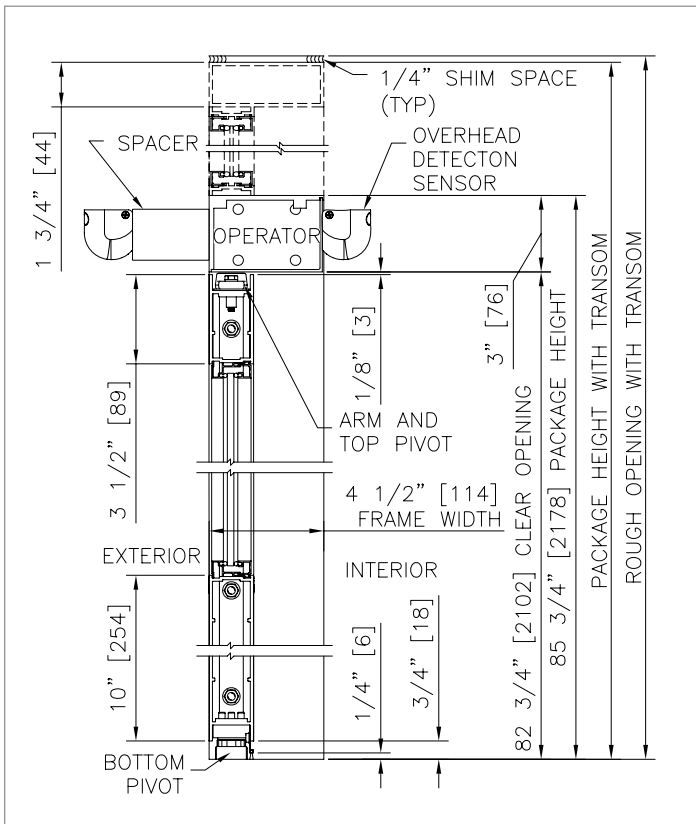 1/4” SHIM SPACE
(TYP)
SPACER
OVERHEAD
DETECTON
SENSOR
1 3/4” [44]
OPERATOR
3” [76]
1/8” [3]
ARM AND
TOP PIVOT
3 1/2” [89]
4 1/2” [114]
FRAME WIDTH
EXTERIOR
INTERIOR
10” [254]
1/4” [6]
3/4” [18]
82 3/4” [2102] CLEAR OPENING
85 3/4” [2178] PACKAGE HEIGHT
PACKAGE HEIGHT WITH TRANSOM
ROUGH OPENING WITH TRANSOM
BOTTOM
PIVOT